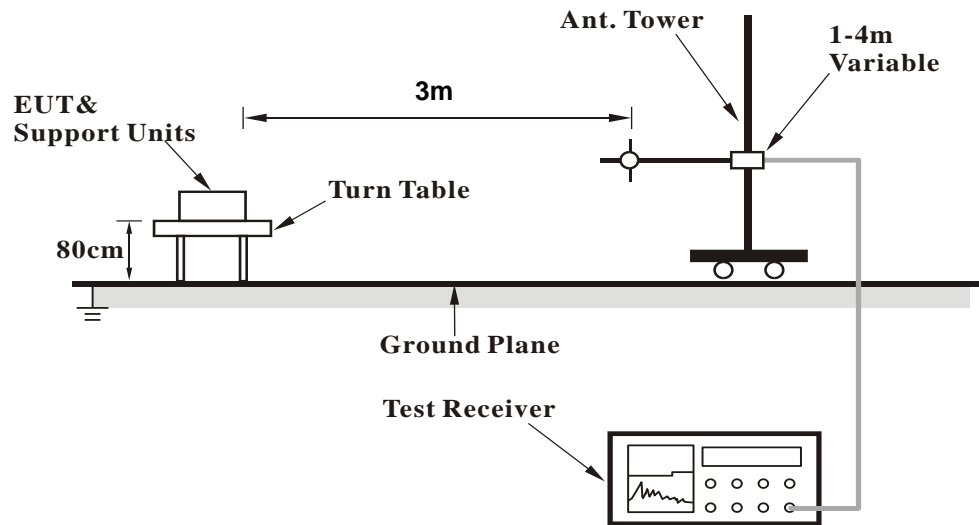 Ant. Tower
1-4m
Variable
3m
EUT&
Support Units
Turn Table
80cm
Ground Plane
Test Receiver